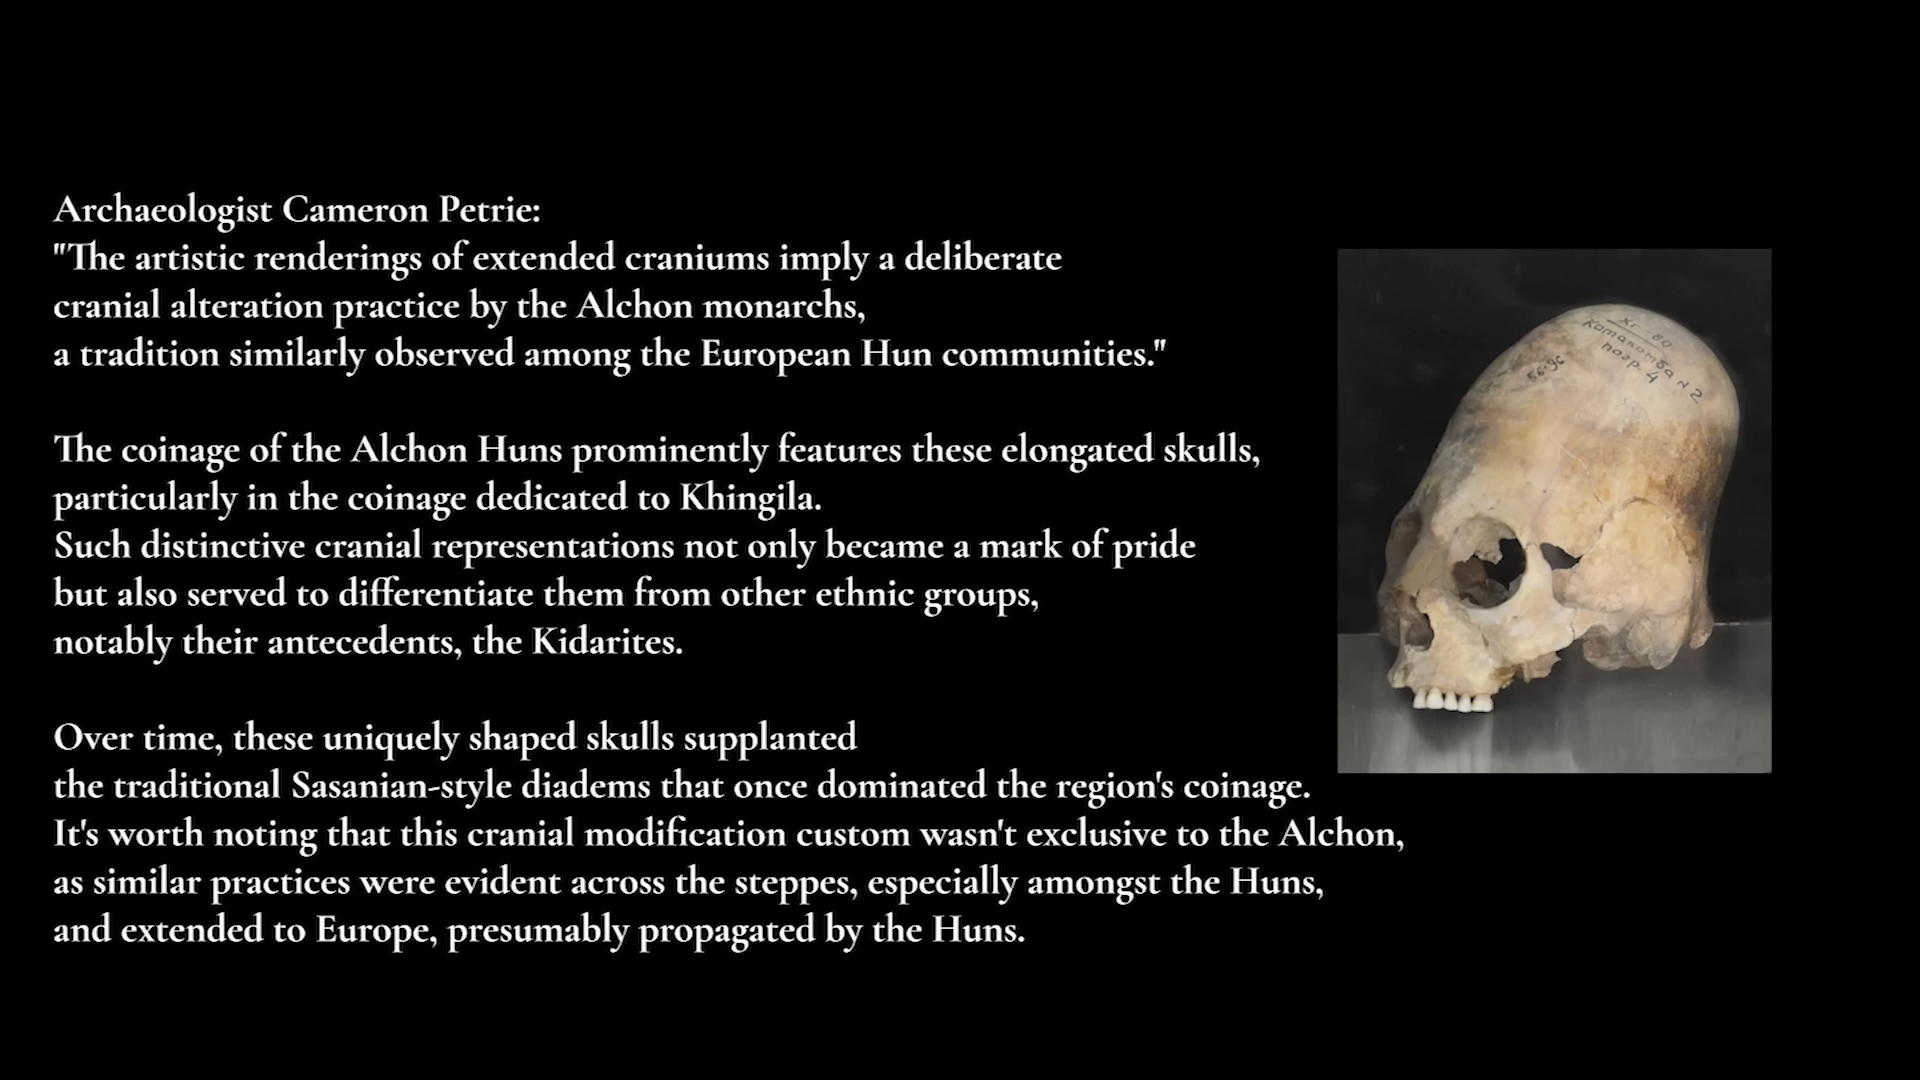 Archaeologist Cameron Petrie:
"The artistic renderings of extended craniums imply a deliberate
cranial alteration practice by the Alchon monarchs,
a tradition similarly observed among the European Hun communities."
The coinage of the Alchon Huns prominently features these elongated skulls,
particularly in the coinage dedicated to Khingila.
Such distinctive cranial representations not only became a mark of pride
but also served to differentiate them from other ethnic groups,
notably their antecedents, the Kidarites.
Over time, these uniquely shaped skulls supplanted
the traditional Sasanian-style diadems that once dominated the region's coinage.
It's worth noting that this cranial modification custom wasn't exclusive to the Alchon,
as similar practices were evident across the steppes, especially amongst the Huns,
and extended to Europe, presumably propagated by the Huns.
80
Катакомба N 2
погр. 4